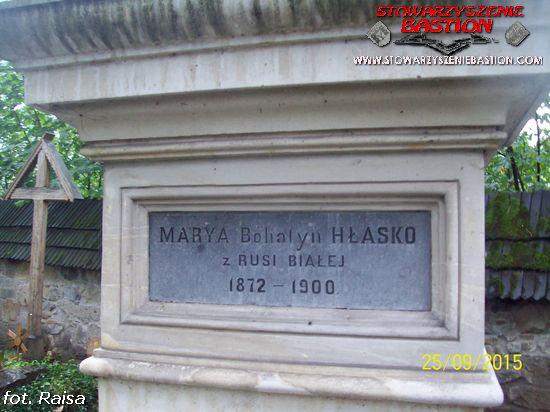 STOWARZYSZENIE
BASTION
WWW.STOWARZYSZENIEBASTION.COM
MARYA Bohatyn HŁASKO
z RUSI BIAŁEJ
1872 – 1900.
25/09/2015
fot. Raisa